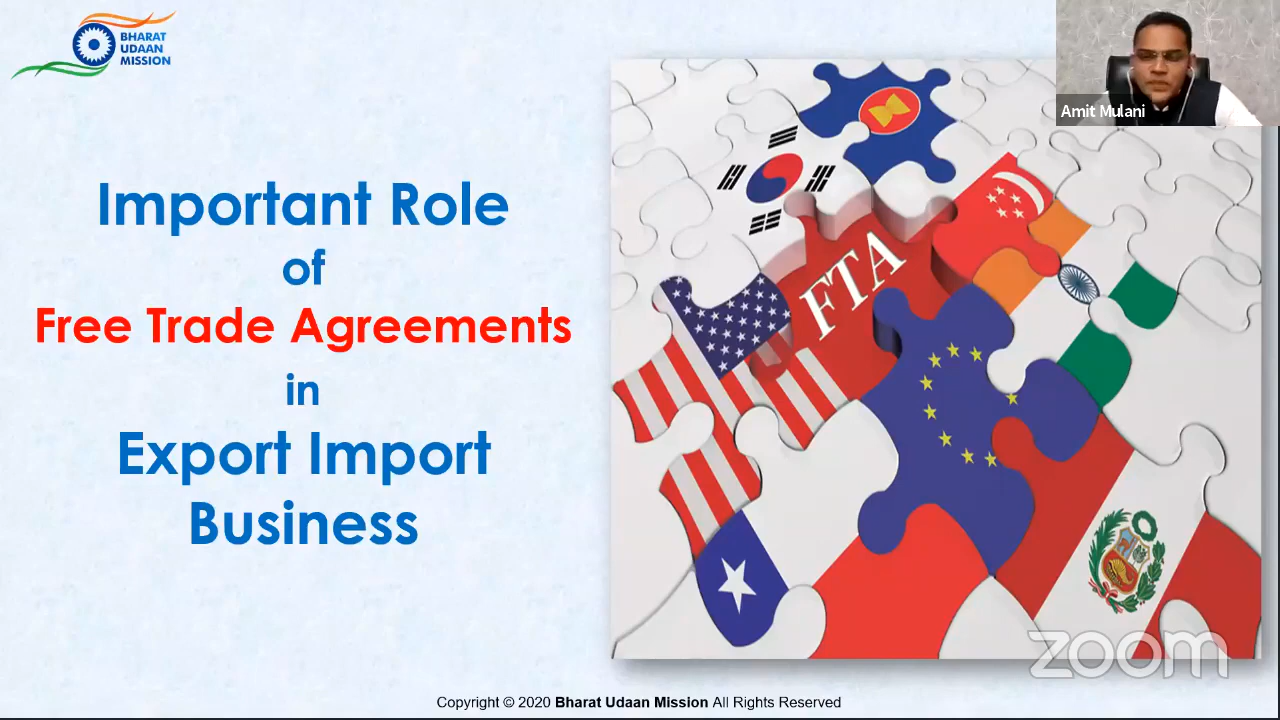 BHARAT
UDAAN
MISSION
Amit Mulani
Important Role
of
Free Trade Agreements
in
Export Import
Business
FTA
zoom
Copyright © 2020 Bharat Udaan Mission All Rights Reserved